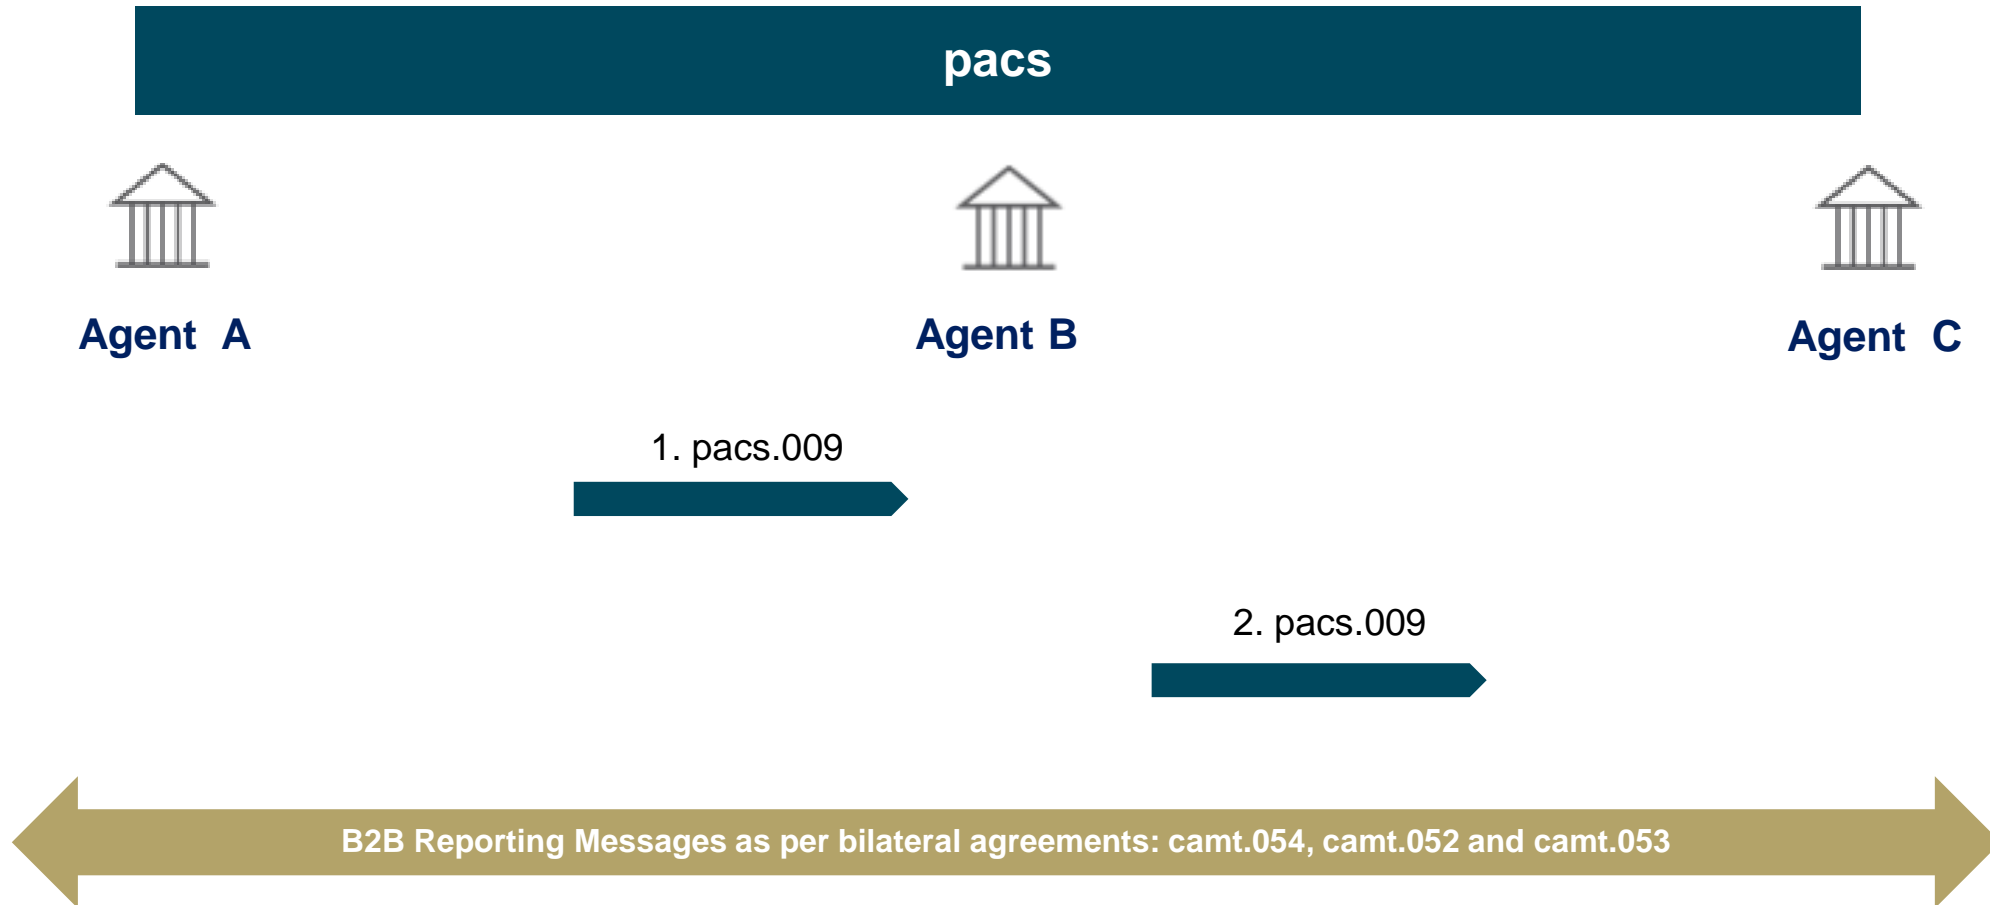 pacs
Agent A
Agent B
Agent C
1. pacs.009
2. pacs.009
B2B Reporting Messages as per bilateral agreements: camt.054, camt.052 and camt.053